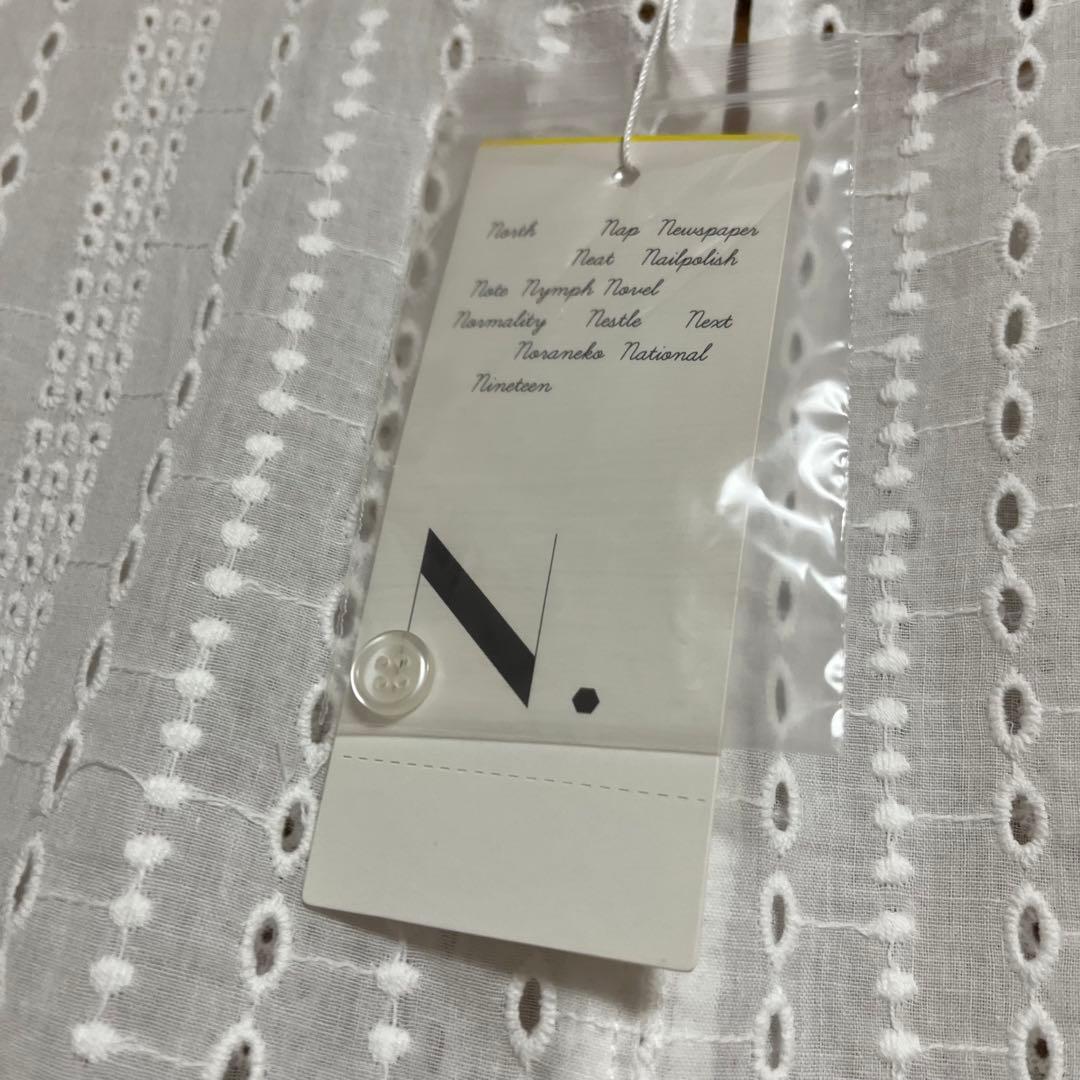 North Nap Newspaper
Neat Nailpolish
Note Nymph Novel
Normality Nestle Next
Noraneko National
Nineteen
N.